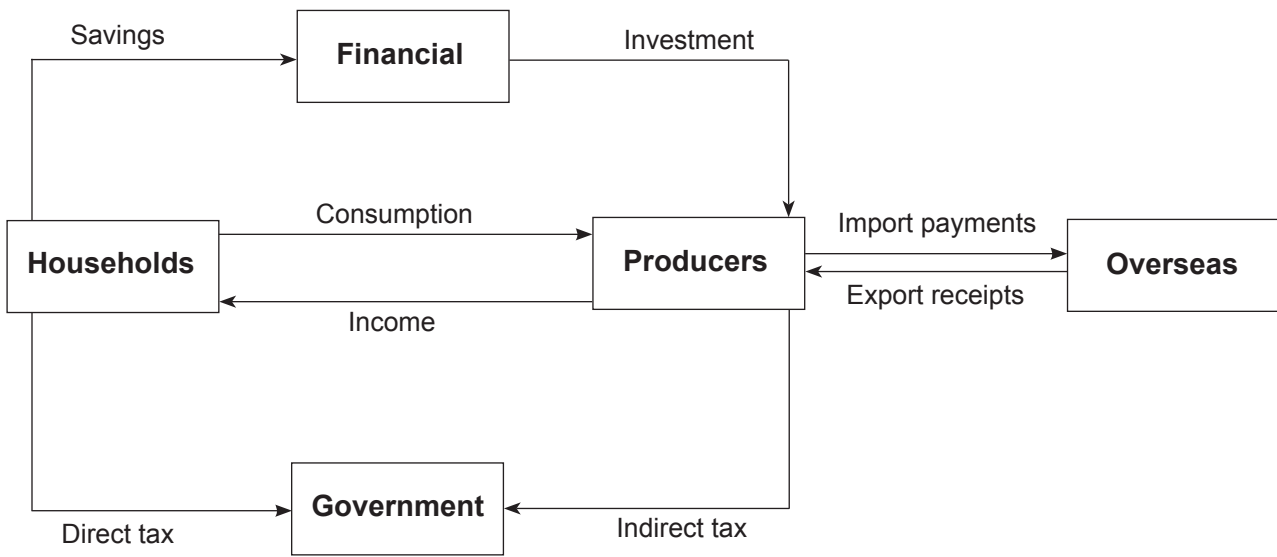 Savings
Financial
Investment
Consumption
Households
Producers
Import payments
Overseas
Export receipts
Income
Government
Direct tax
Indirect tax